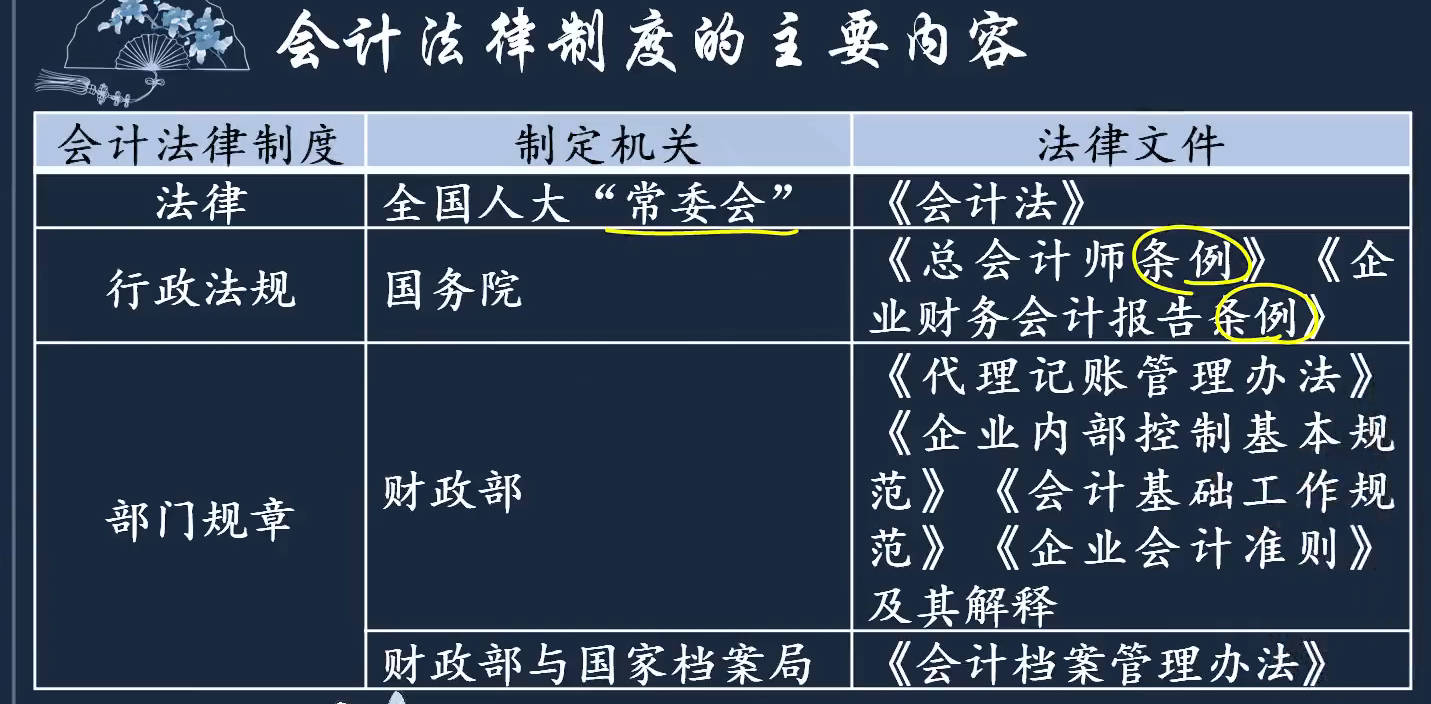 会计法律制度的主要内容
会计法律制度 制定机关 法律文件
法律 全国人大“常委会” 《会计法》
行政法规 国务院 《总会计师条例》《企
业财务会计报告条例》
部门规章 财政部 《代理记账管理办法》
《企业内部控制基本规
范》《会计基础工作规
范》《企业会计准则》
及其解释
财政部与国家档案局 《会计档案管理办法》